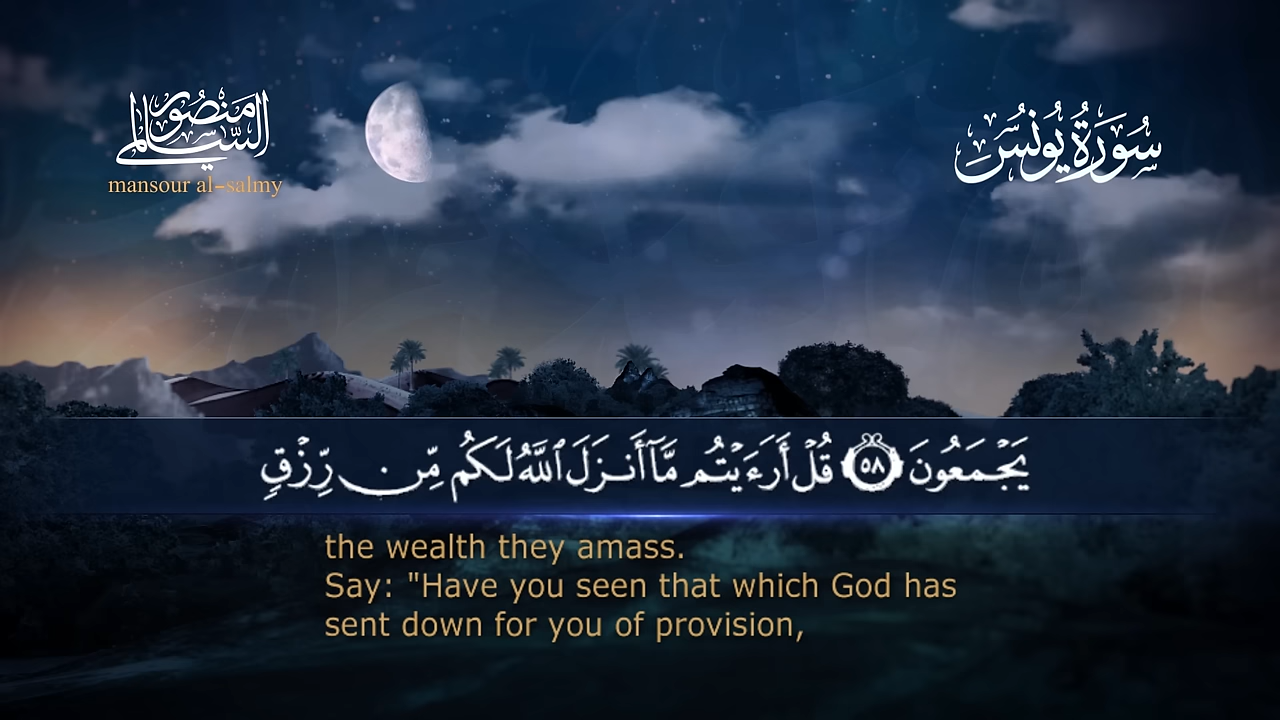 المنصور السالمي
mansour al-salmy
سُورَةُ يُونُسَ
يَجْمَعُونَ ٥٨ قُلْ أَرَءَيْتُم مَّآ أَنزَلَ ٱللَّهُ لَكُم مِّن رِّزْقٍ
the wealth they amass.
Say: "Have you seen that which God has
sent down for you of provision,